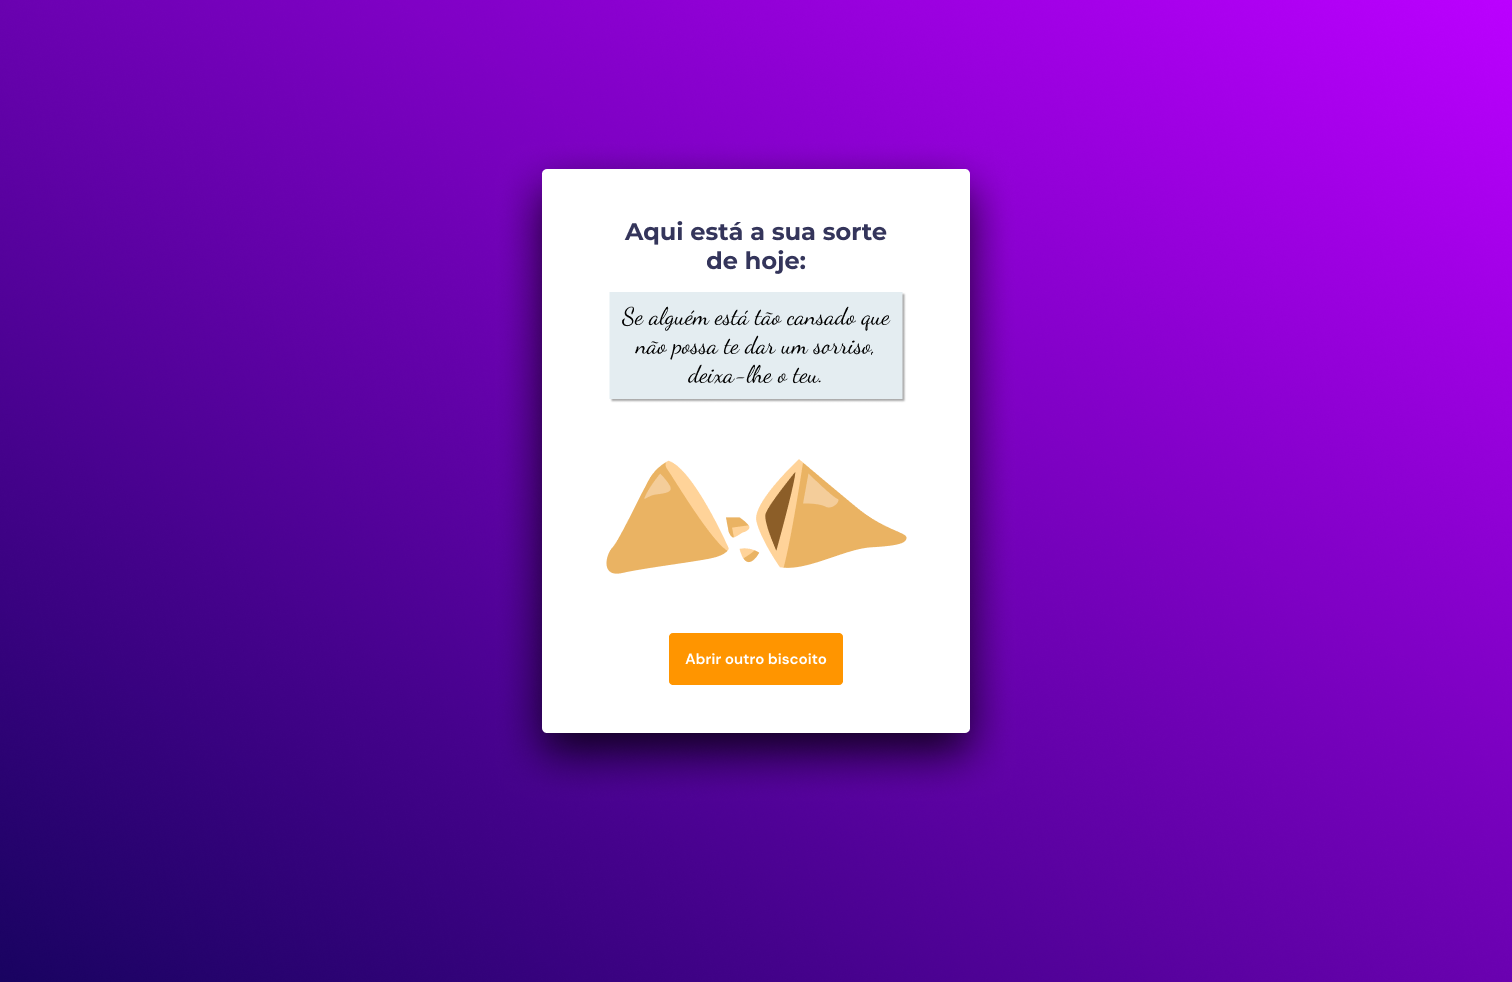 Aqui está a sua sorte
de hoje:
Se alguém está tão cansado que
não possa te dar um sorriso,
deixa-lhe o teu.
Abrir outro biscoito